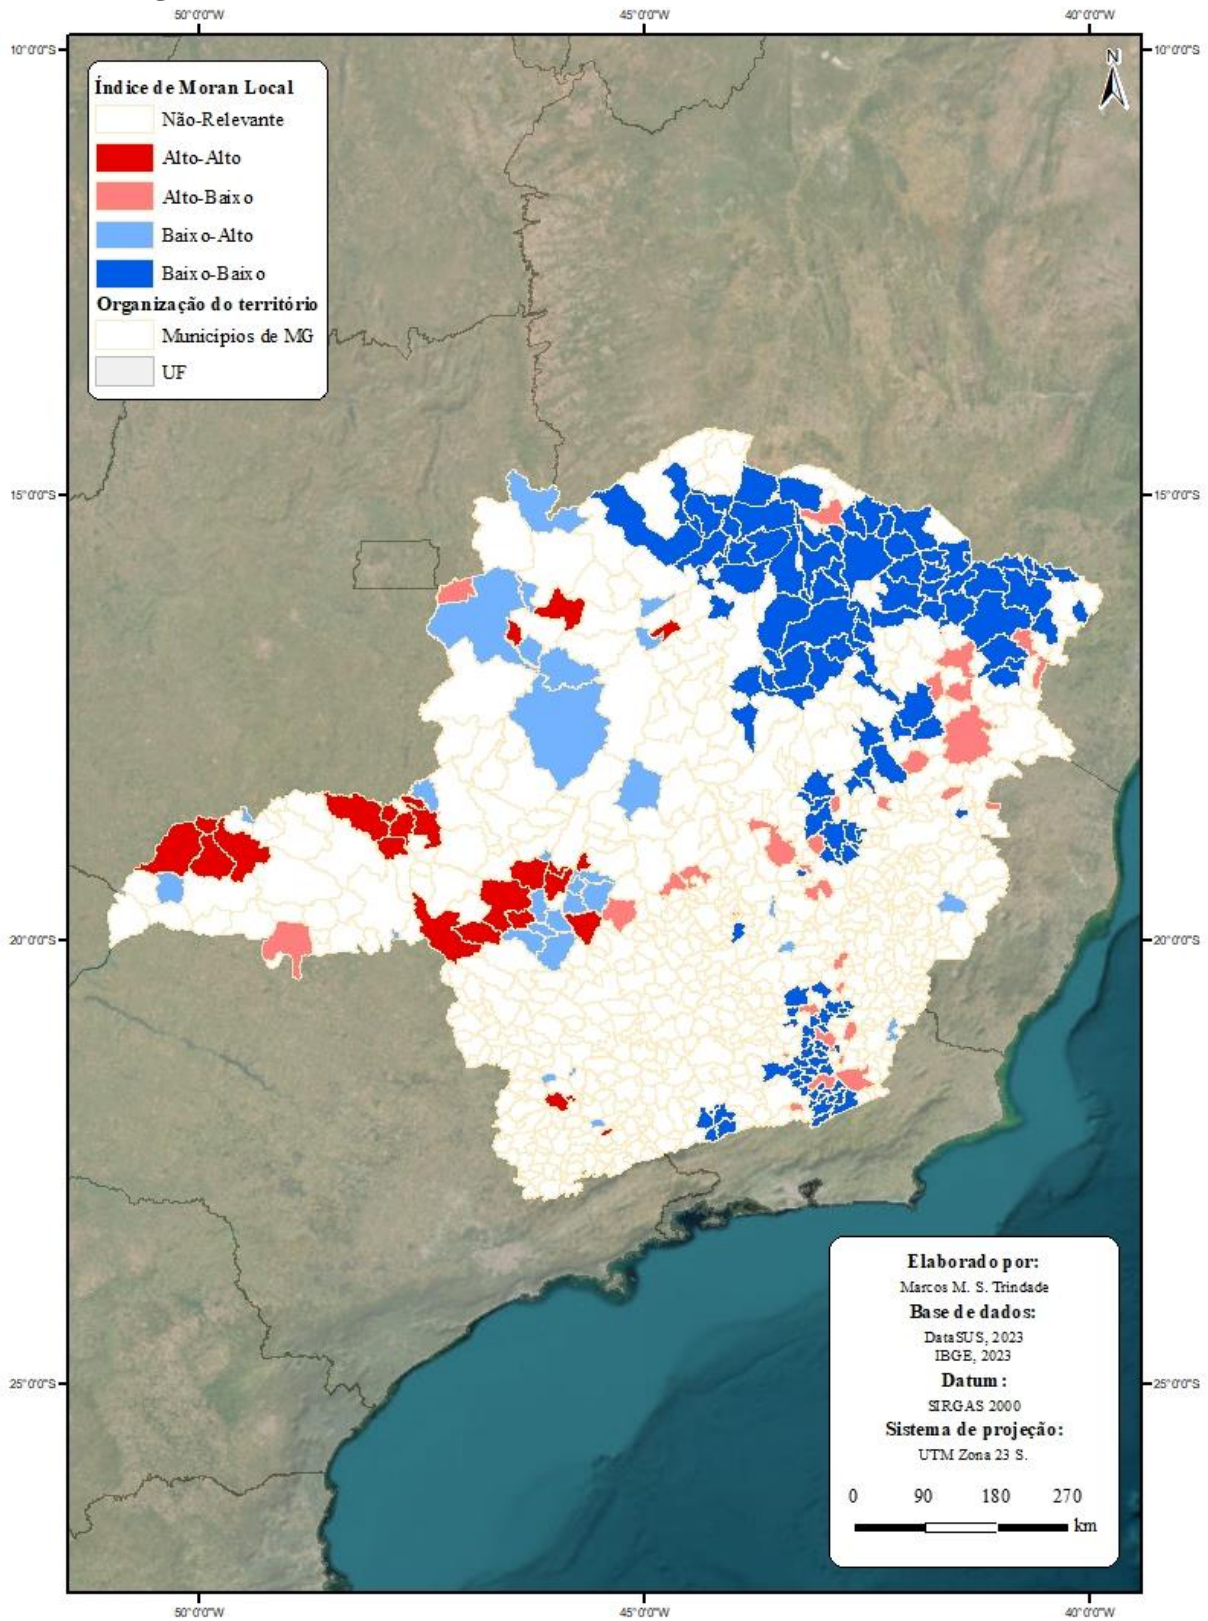 50°0'0"W
45°0'0"W
40°0'0"W
10°0'0"S
10°0'0"S
N
Índice de Moran Local
Não-Relevante
Alto-Alto
Alto-Baixo
Baixo-Alto
Baixo-Baixo
Organização do território
Municípios de MG
UF
15°0'0"S
15°0'0"S
20°0'0"S
20°0'0"S
Elaborado por:
Marcos M. S. Trindade
Base de dados:
DataSUS, 2023
IBGE, 2023
Datum:
SIRGAS 2000
Sistema de projeção:
UTM Zona 23 S.
0 90 180 270
km
25°0'0"S
25°0'0"S
50°0'0"W
45°0'0"W
40°0'0"W